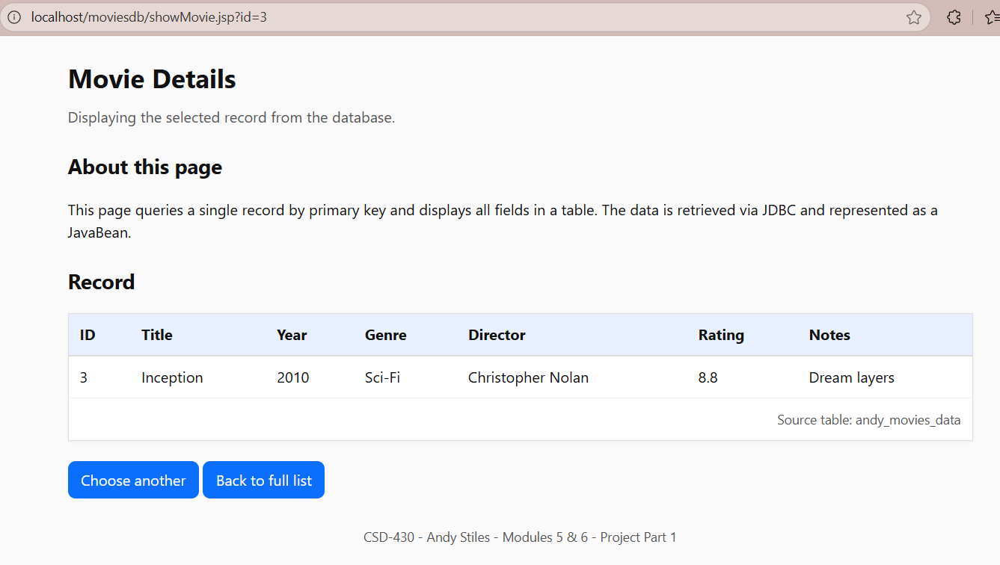 localhost/moviesdb/showMovie.jsp?id=3
Movie Details
Displaying the selected record from the database.
About this page
This page queries a single record by primary key and displays all fields in a table. The data is retrieved via JDBC and represented as a
JavaBean.
Record
ID Title Year Genre Director Rating Notes
3 Inception 2010 Sci-Fi Christopher Nolan 8.8 Dream layers
Source table: andy_movies_data
Choose another Back to full list
CSD-430 - Andy Stiles - Modules 5 & 6 - Project Part 1